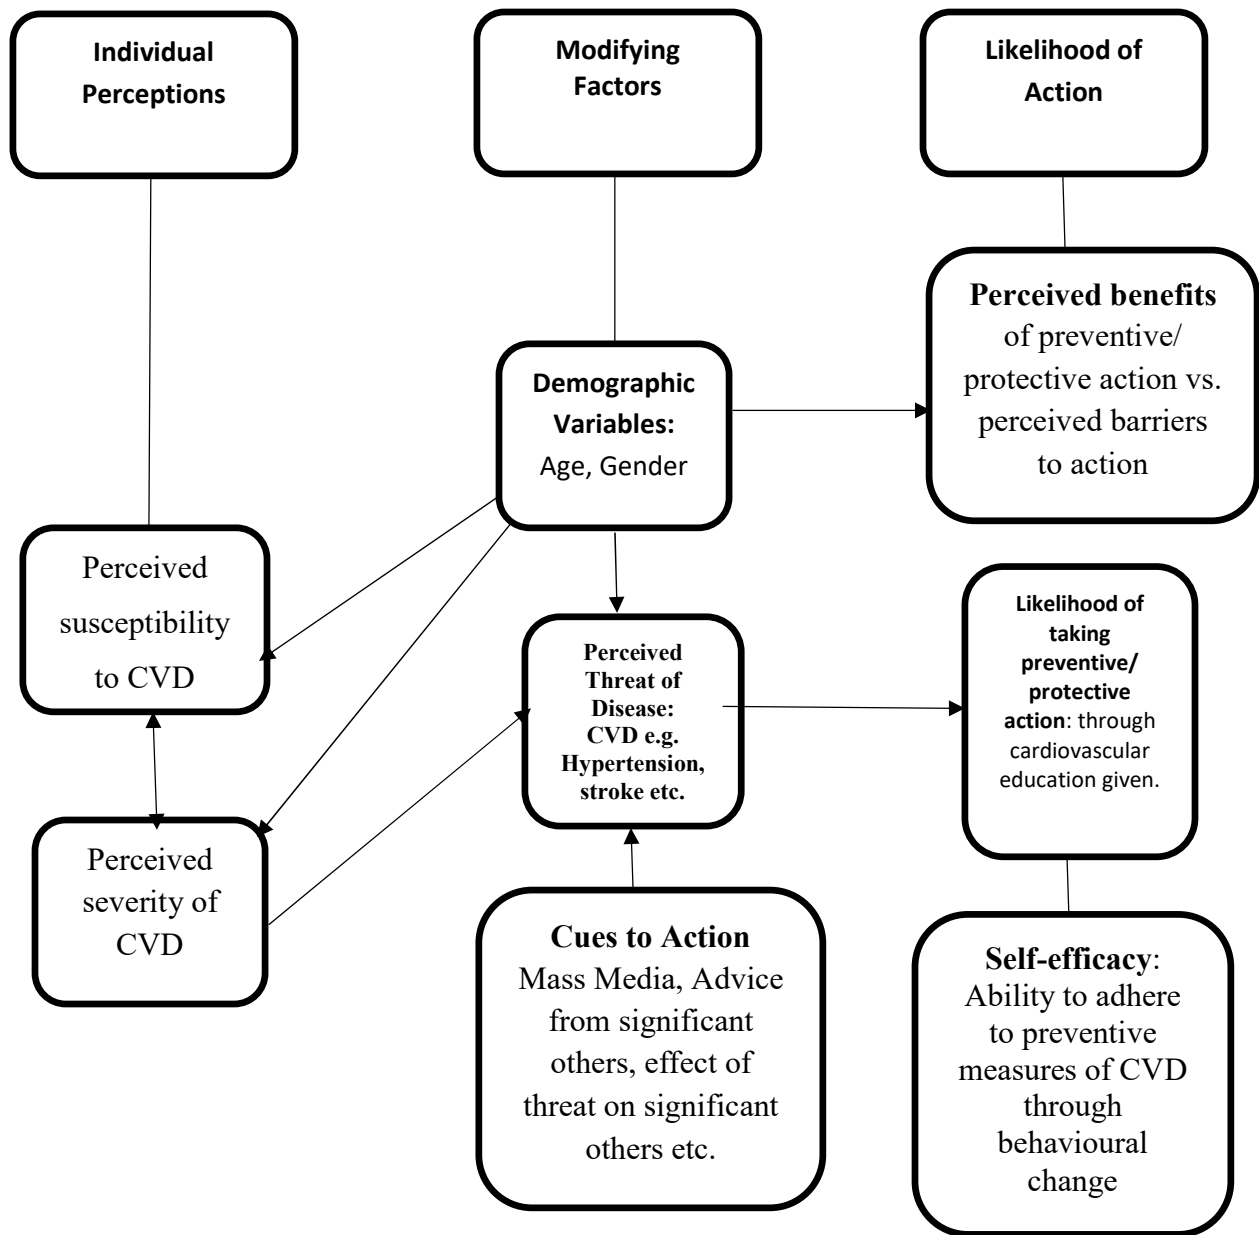 Individual
Perceptions
Modifying
Factors
Likelihood of
Action
Perceived benefits
of preventive/
protective action vs.
perceived barriers
to action
Demographic
Variables:
Age, Gender
Perceived
susceptibility
to CVD
Perceived
Threat of
Disease:
CVD e.g.
Hypertension,
stroke etc.
Likelihood of
taking
preventive/
protective
action: through
cardiovascular
education given.
Perceived
severity of
CVD
Cues to Action
Mass Media, Advice
from significant
others, effect of
threat on significant
others etc.
Self-efficacy:
Ability to adhere
to preventive
measures of CVD
through
behavioural
change